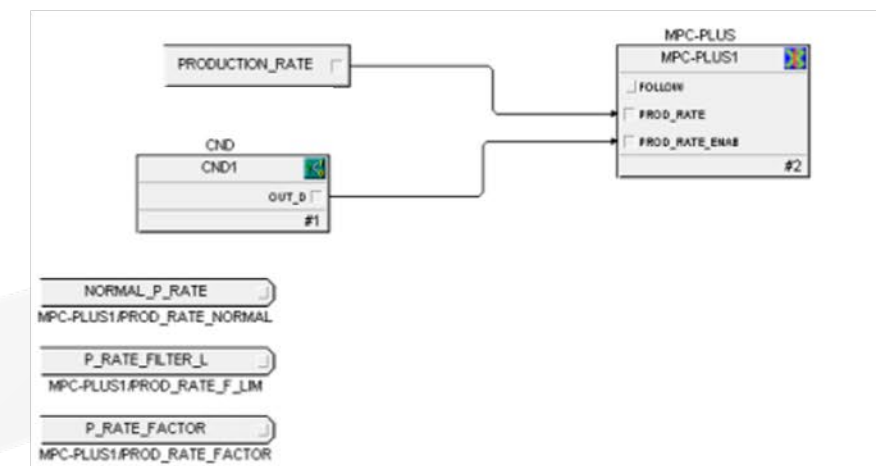 MPC-PLUS
PRODUCTION_RATE
MPC-PLUS1
FOLLOW
PROD_RATE
PROD_RATE_ENAB
#2
CND
CND1
OUT_D
#1
NORMAL_P_RATE
MPC-PLUS1/PROD_RATE_NORMAL
P_RATE_FILTER_L
MPC-PLUS1/PROD_RATE_F_LIM
P_RATE_FACTOR
MPC-PLUS1/PROD_RATE_FACTOR